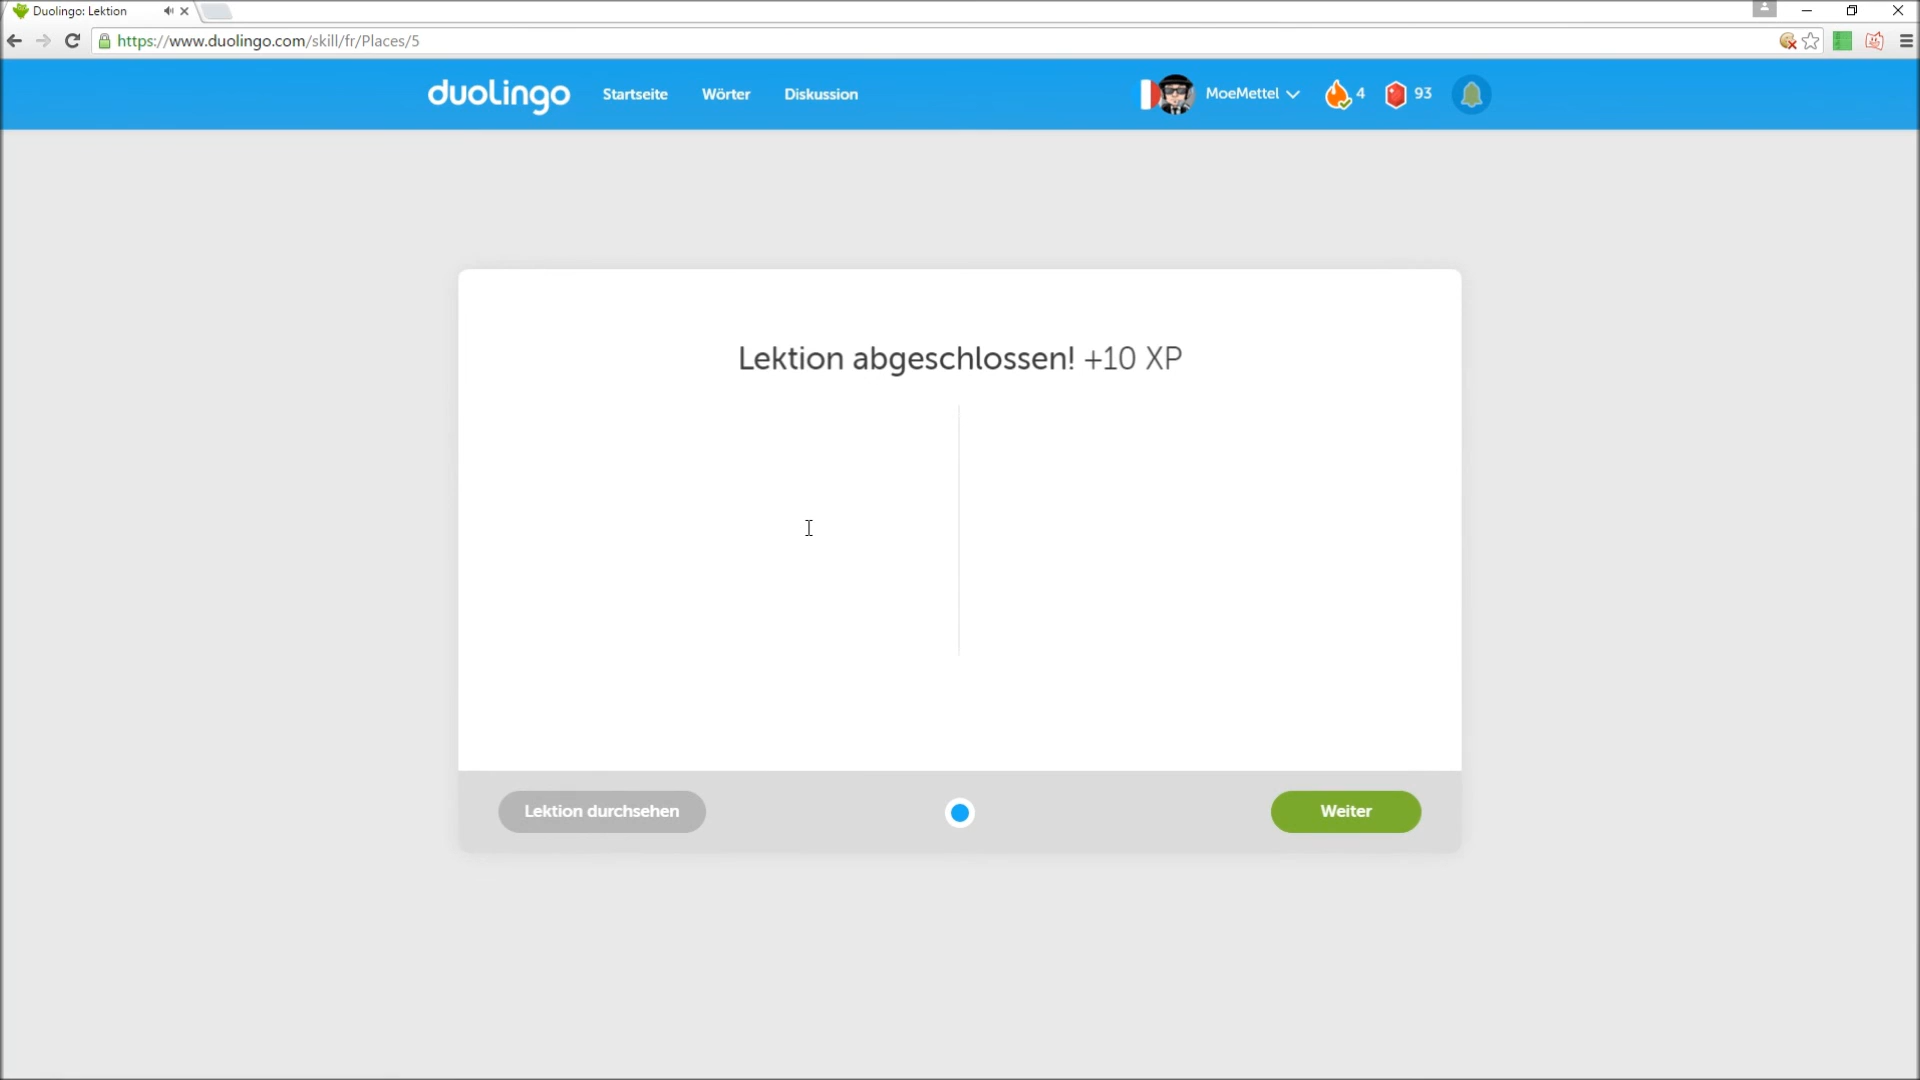 Duolingo: Lektion
https://www.duolingo.com/skill/fr/Places/5
duolingo
Startseite
Wörter
Diskussion
MoeMettel
4
93
Lektion abgeschlossen! +10 XP
Lektion durchsehen
Weiter